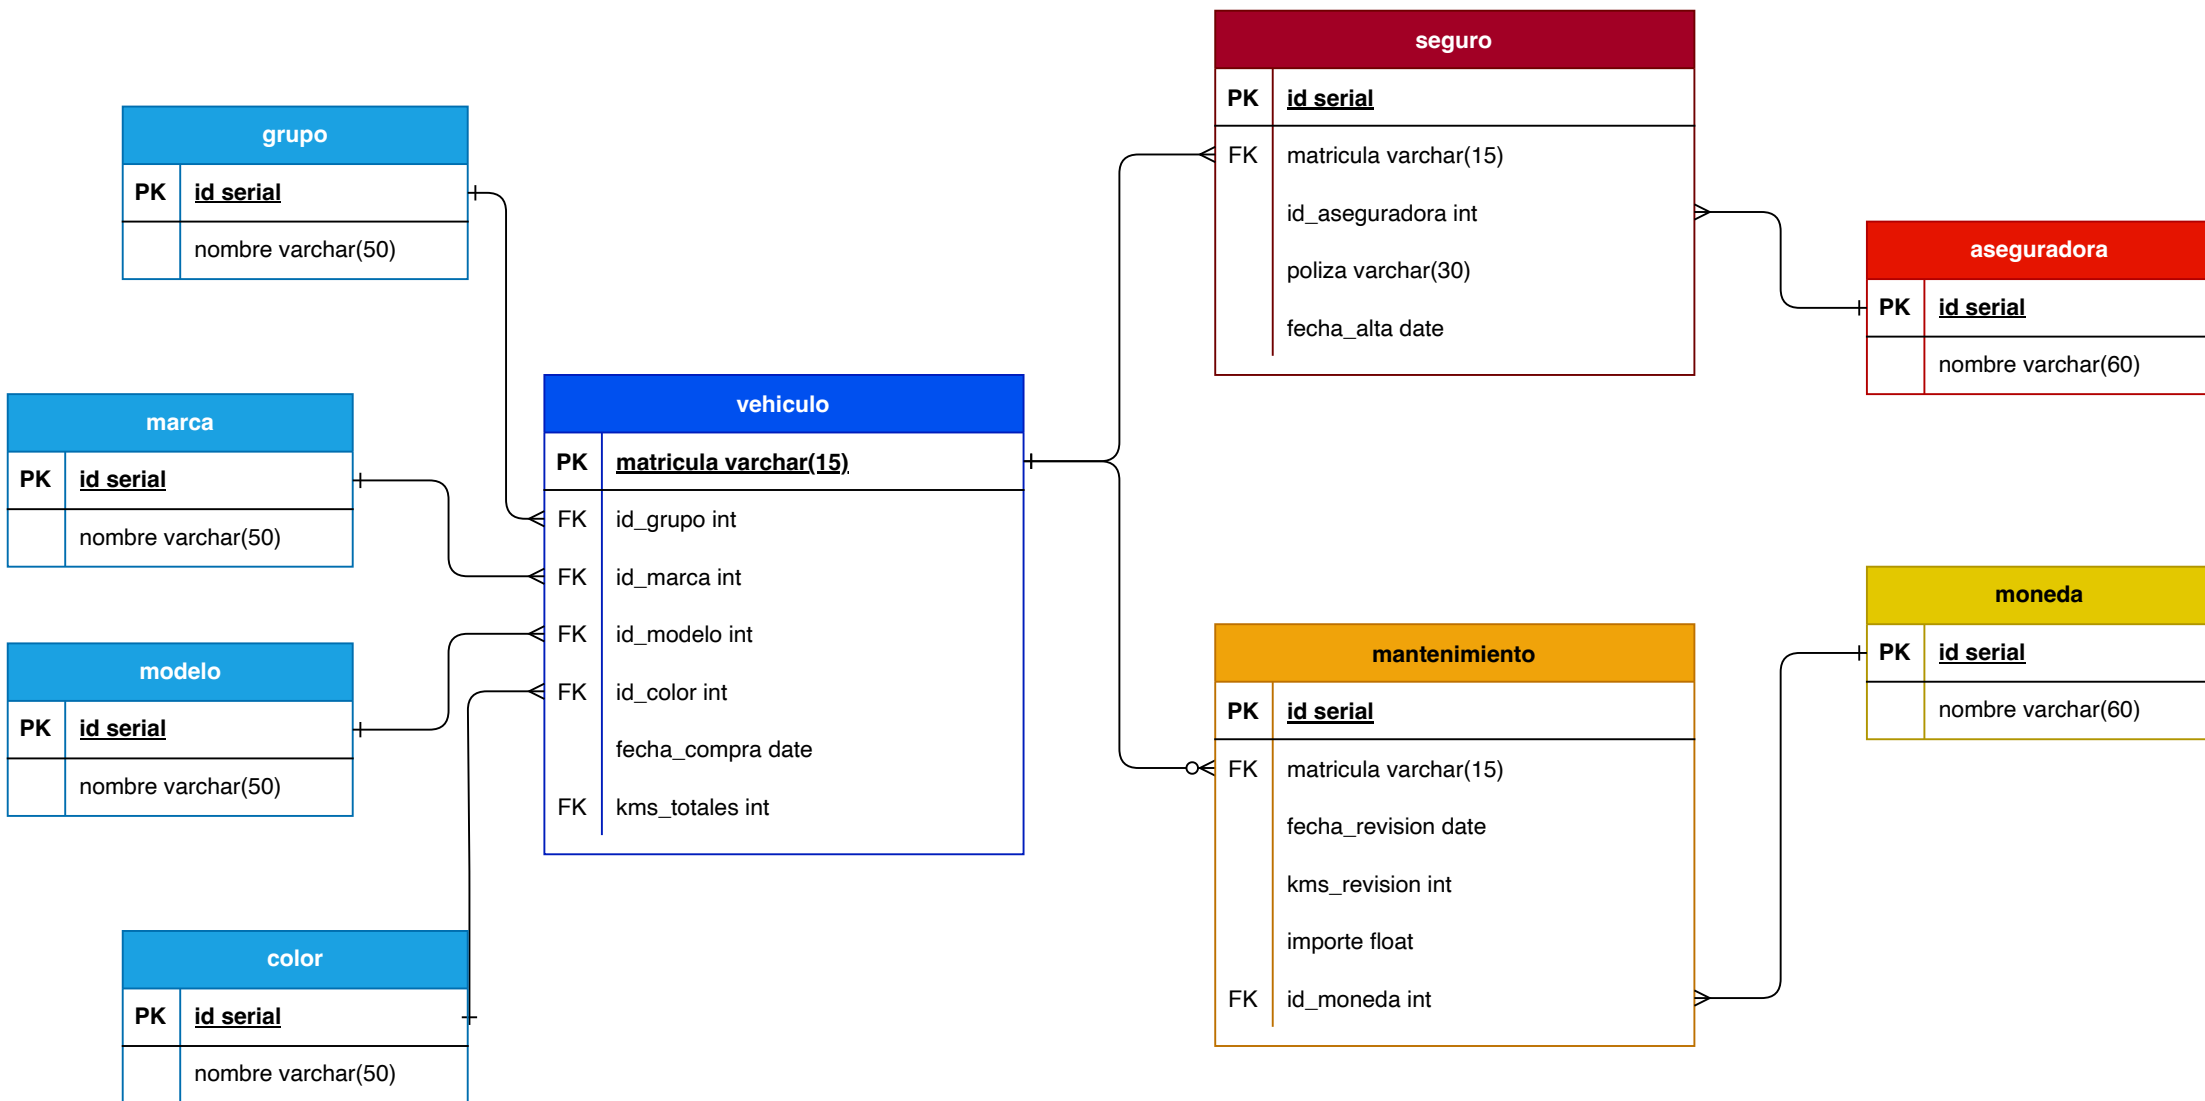 grupo
PK id serial
nombre varchar(50)
marca
PK id serial
nombre varchar(50)
modelo
PK id serial
nombre varchar(50)
color
PK id serial
nombre varchar(50)
vehiculo
PK matricula varchar(15)
FK id_grupo int
FK id_marca int
FK id_modelo int
FK id_color int
fecha_compra date
FK kms_totales int
seguro
PK id serial
FK matricula varchar(15)
id_aseguradora int
poliza varchar(30)
fecha_alta date
mantenimiento
PK id serial
FK matricula varchar(15)
fecha_revision date
kms_revision int
importe float
FK id_moneda int
aseguradora
PK id serial
nombre varchar(60)
moneda
PK id serial
nombre varchar(60)